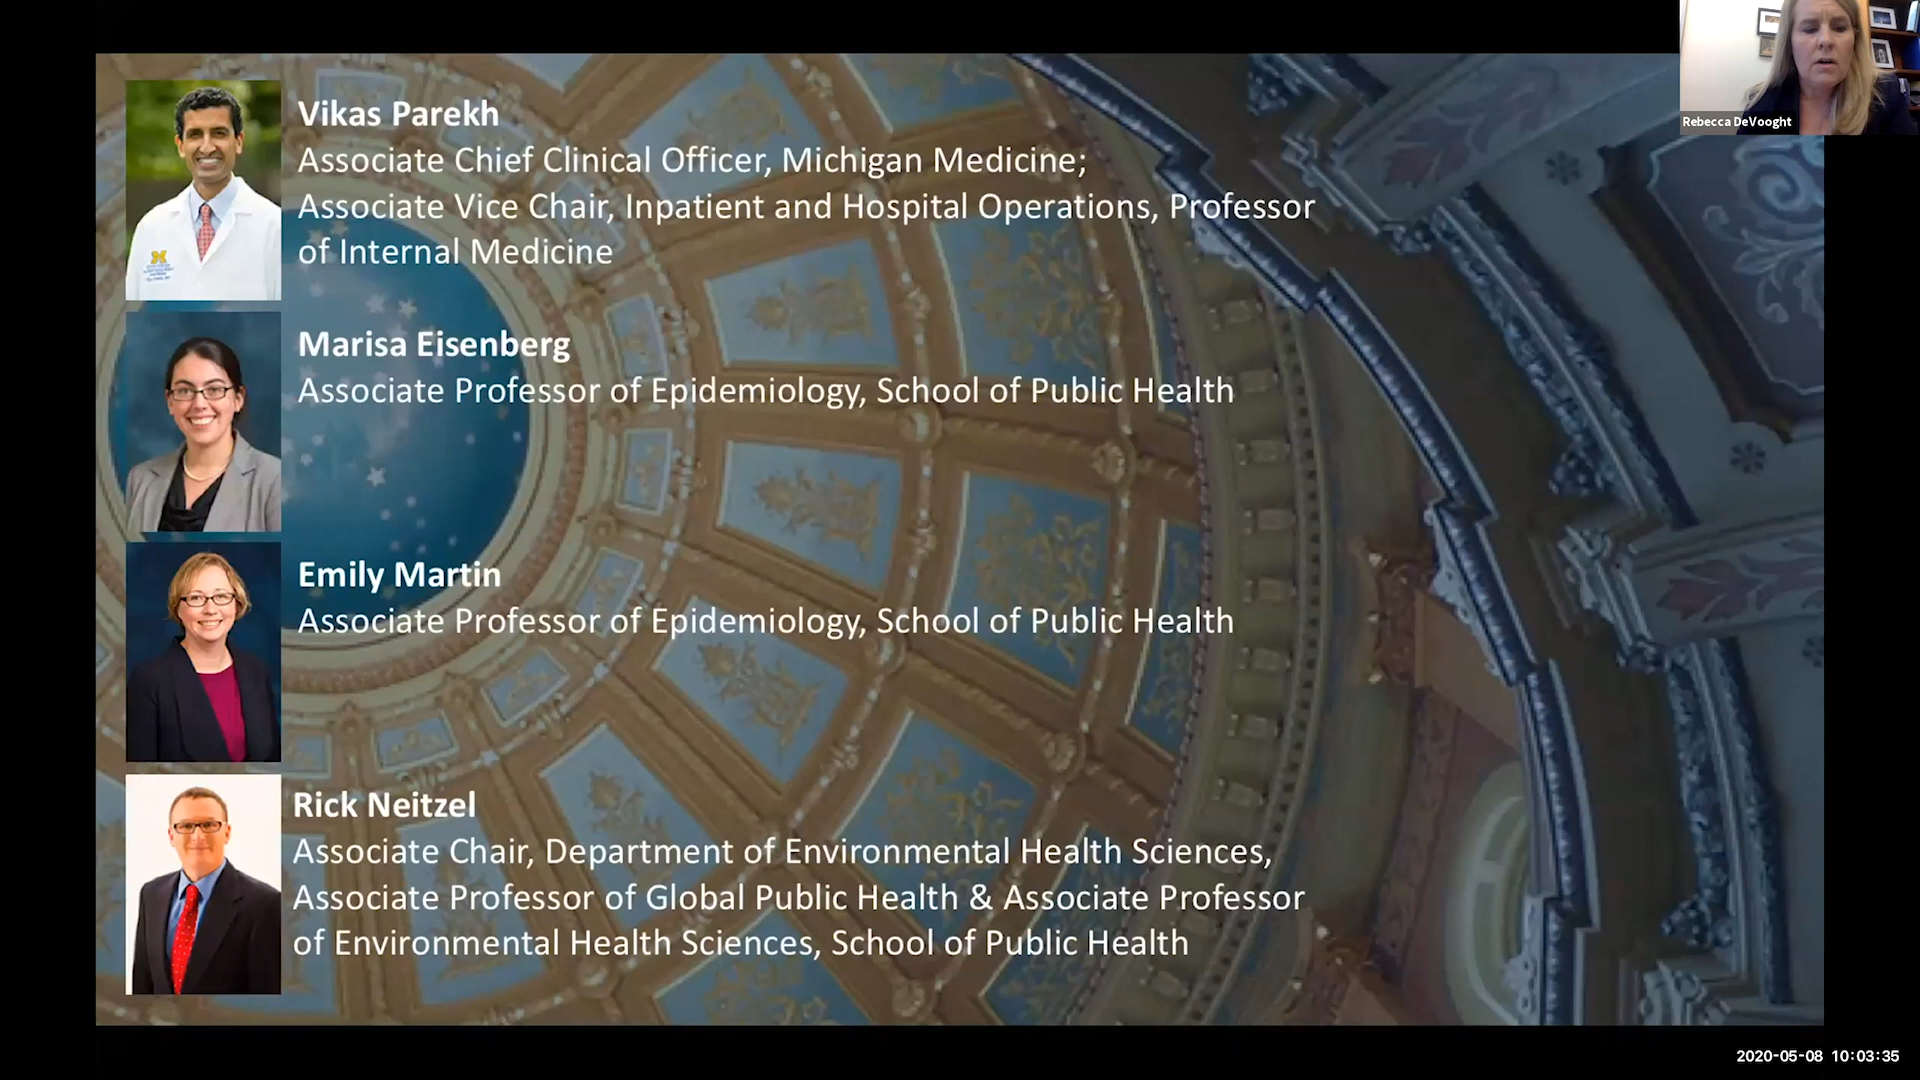 Vikas Parekh
Associate Chief Clinical Officer, Michigan Medicine;
Associate Vice Chair, Inpatient and Hospital Operations, Professor
of Internal Medicine
Marisa Eisenberg
Associate Professor of Epidemiology, School of Public Health
Emily Martin
Associate Professor of Epidemiology, School of Public Health
Rick Neitzel
Associate Chair, Department of Environmental Health Sciences,
Associate Professor of Global Public Health & Associate Professor
of Environmental Health Sciences, School of Public Health
Rebecca DeVooght
2020-05-08 10:03:35